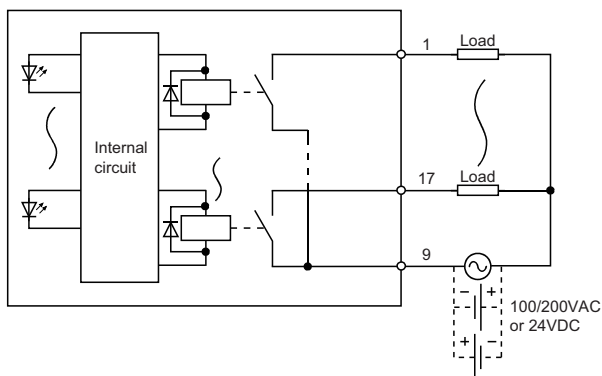 1
Load
Internal
circuit
17
Load
9
− +
+ −
100/200VAC
or 24VDC